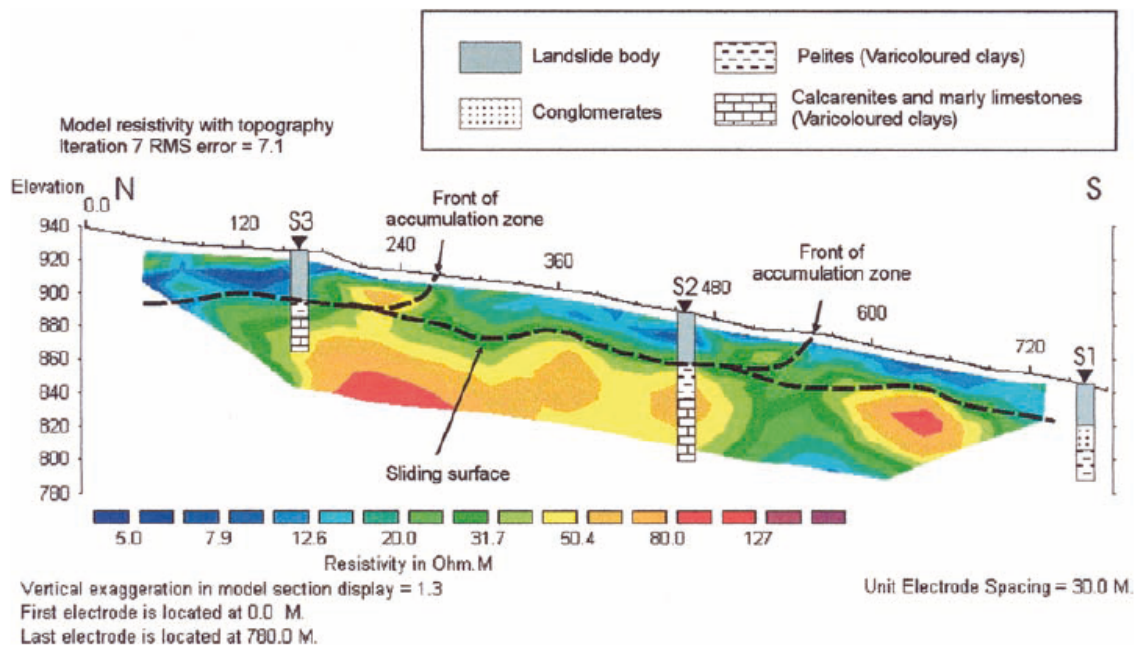 Landslide body
Pelites (Varicoloured clays)
Conglomerates
Calcarenites and marly limestones
(Varicoloured clays)
Model resistivity with topography
Iteration 7 RMS error = 7.1
Elevation
N
S
0.0
120
S3
240
Front of
accumulation zone
360
S2
480
Front of
accumulation zone
600
720
S1
940
920
900
880
860
840
820
800
780
Sliding surface
5.0 7.9 12.6 20.0 31.7 50.4 80.0 127
Resistivity in Ohm.M
Vertical exaggeration in model section display = 1.3
First electrode is located at 0.0 M.
Last electrode is located at 780.0 M.
Unit Electrode Spacing = 30.0 M.